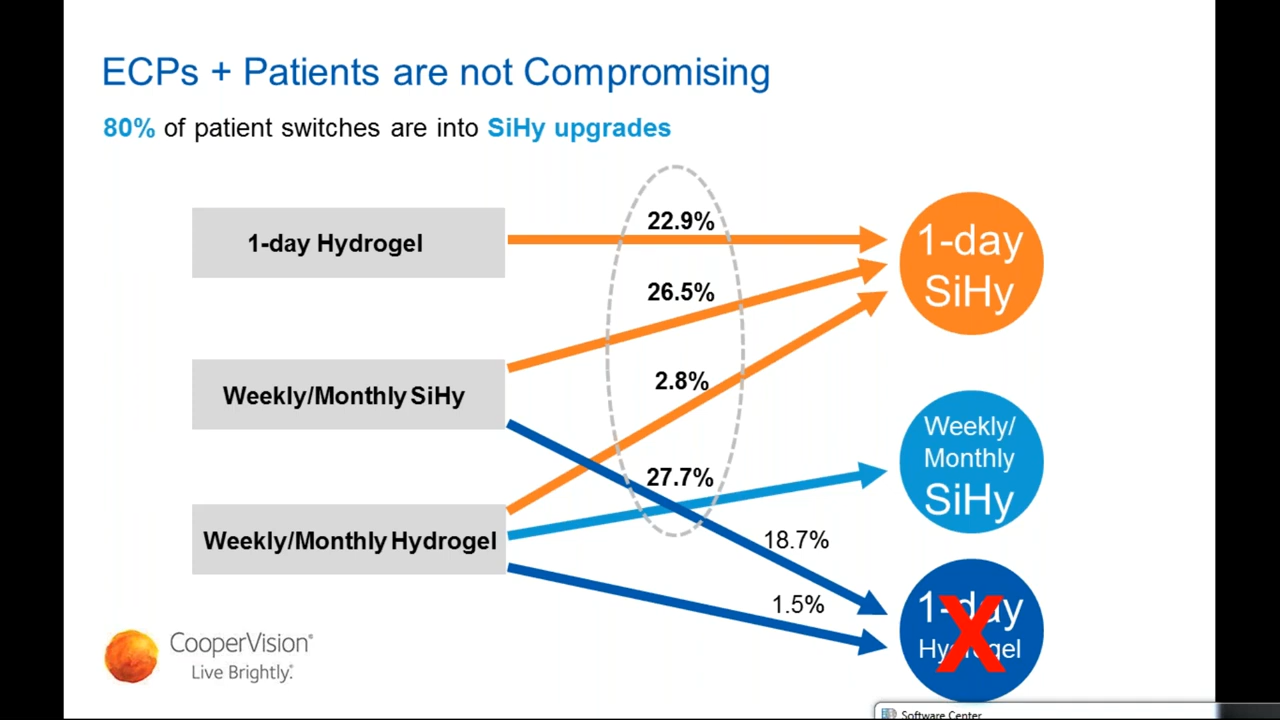 ECPs + Patients are not Compromising
80% of patient switches are into SiHy upgrades
1-day Hydrogel
22.9%
1-day
SiHy
26.5%
Weekly/Monthly SiHy
2.8%
Weekly/
Monthly
SiHy
27.7%
Weekly/Monthly Hydrogel
18.7%
1.5%
1-day
Hydrogel
X
CooperVision®
Live Brightly.®
Software Center